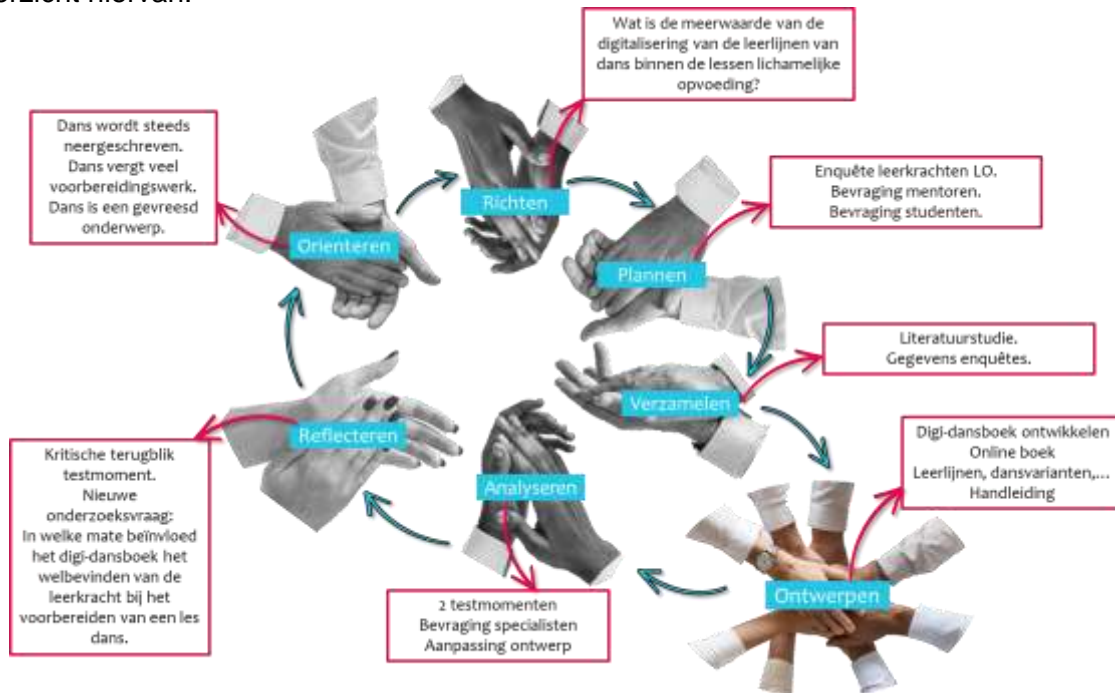 Wat is de meerwaarde van de
digitalisering van de leerlijnen van
dans binnen de lessen lichamelijke
opvoeding?
Richten
Dans wordt steeds
neergeschreven.
Dans vergt veel
voorbereidingswerk.
Dans is een gevreesd
onderwerp.
Oriënteren
Enquête leerkrachten LO.
Bevraging mentoren.
Bevraging studenten.
Plannen
Literatuurstudie.
Gegevens enquêtes.
Verzamelen
Digi-dansboek ontwikkelen
Online boek
Leerlijnen, dansvarianten,...
Handleiding
Ontwerpen
Analyseren
2 testmomenten
Bevraging specialisten
Aanpassing ontwerp
Reflecteren
Kritische terugblik
testmoment.
Nieuwe
onderzoeksvraag:
In welke mate beïnvloed
het digi-dansboek het
welbevinden van de
leerkracht bij het
voorbereiden van een les
dans.